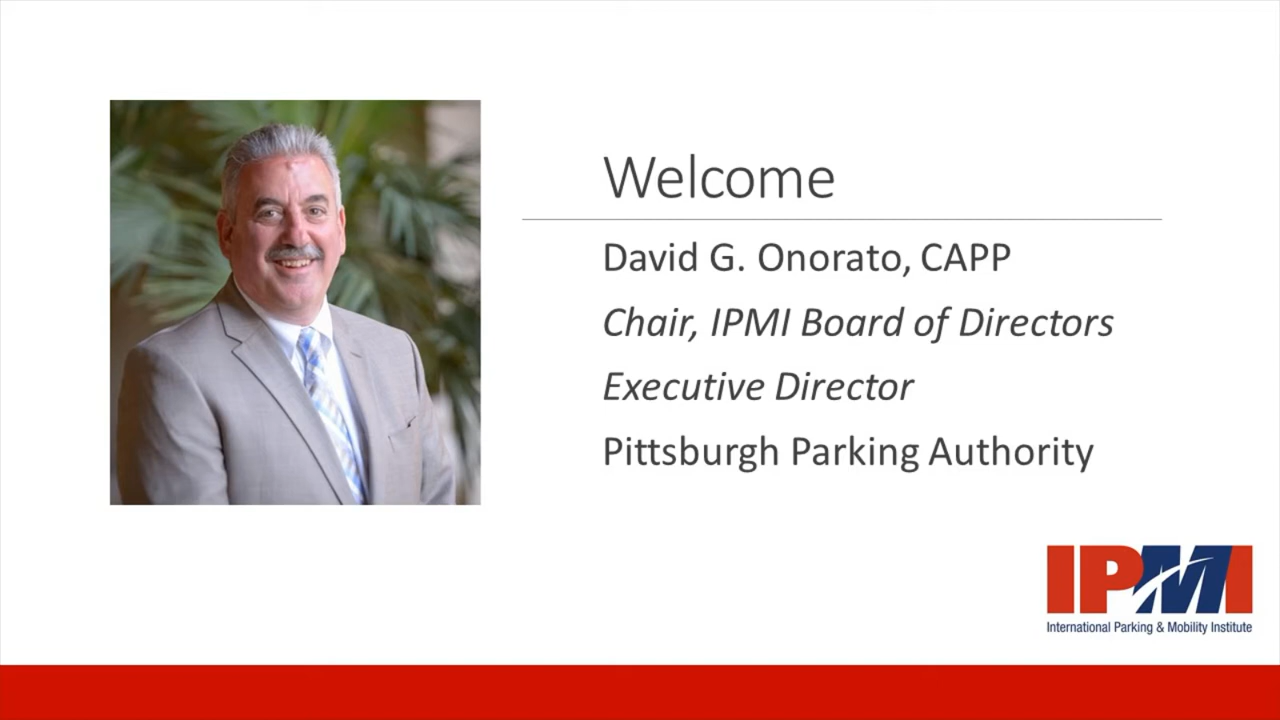 Welcome
David G. Onorato, CAPP
Chair, IPMI Board of Directors
Executive Director
Pittsburgh Parking Authority
IPMI
International Parking & Mobility Institute